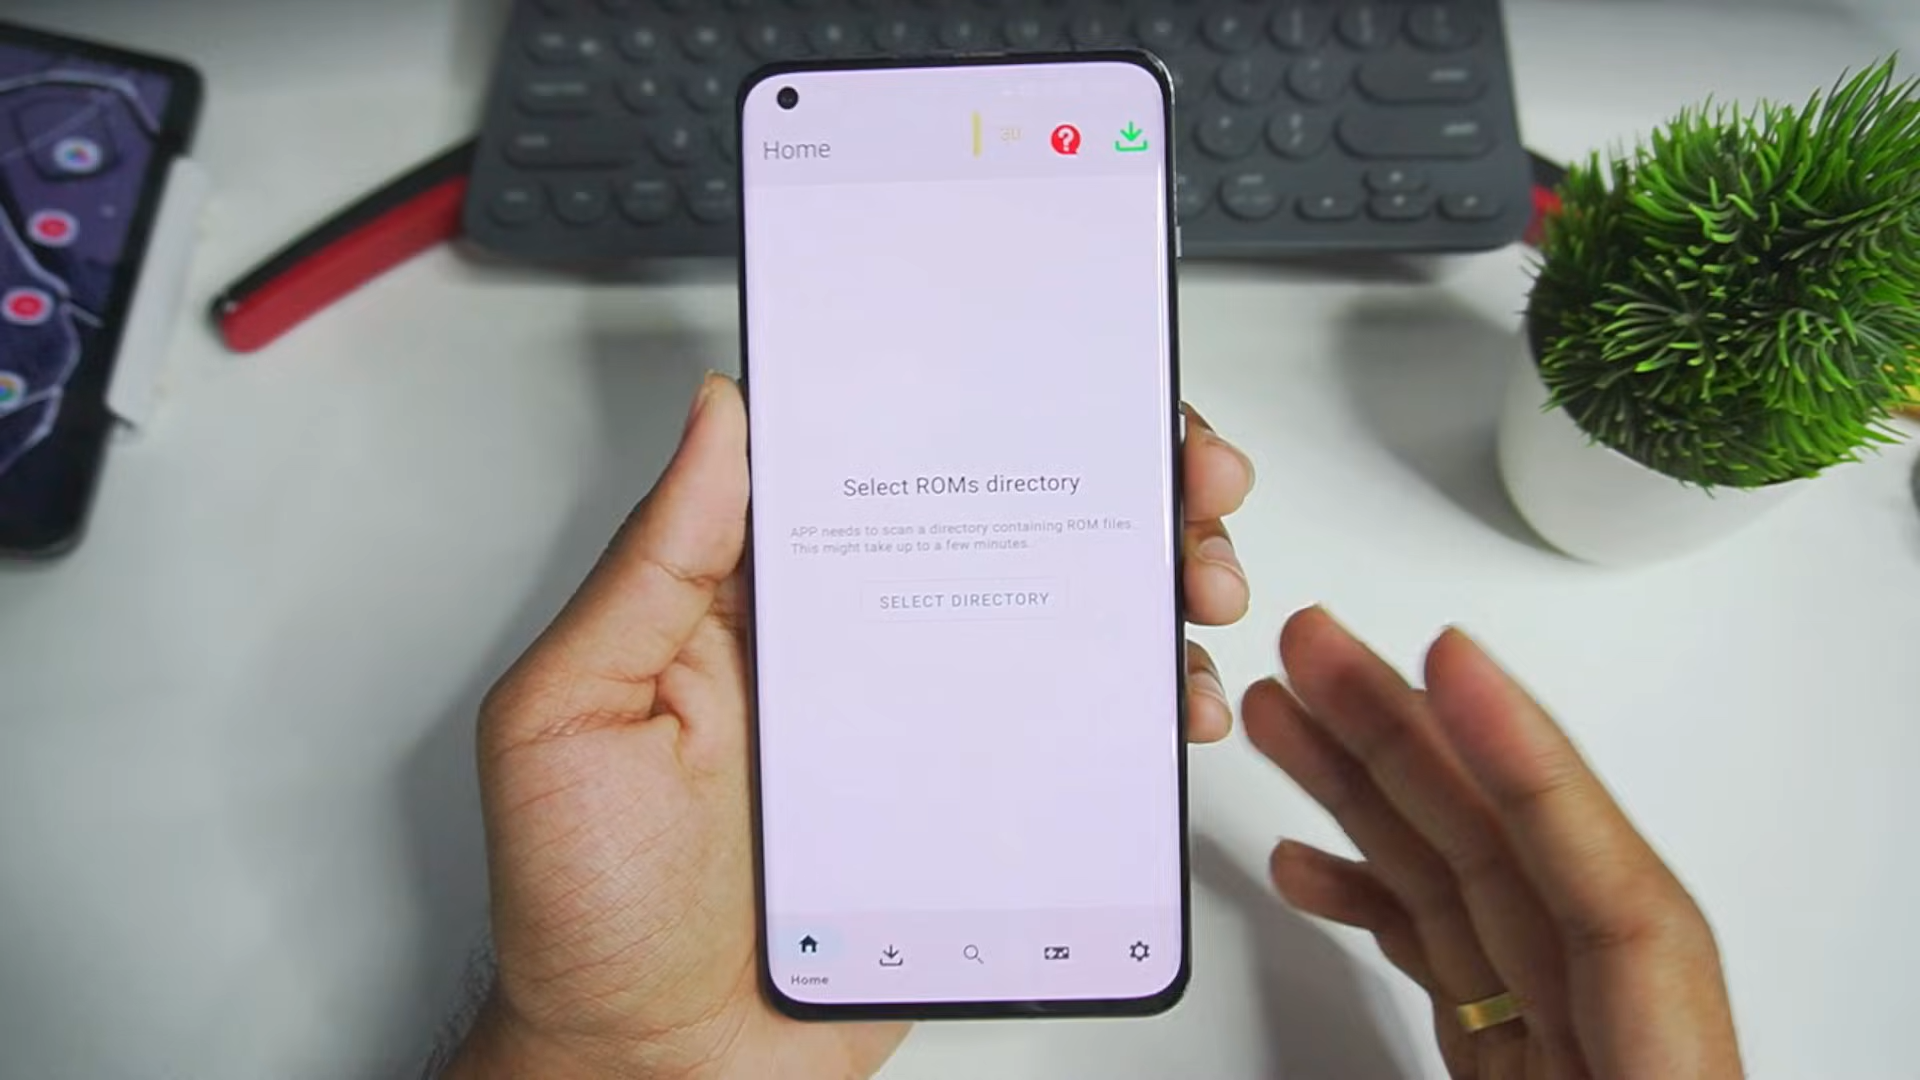 Home
30
Select ROMs directory
APP needs to scan a directory containing ROM files.
This might take up to a few minutes.
SELECT DIRECTORY
Home